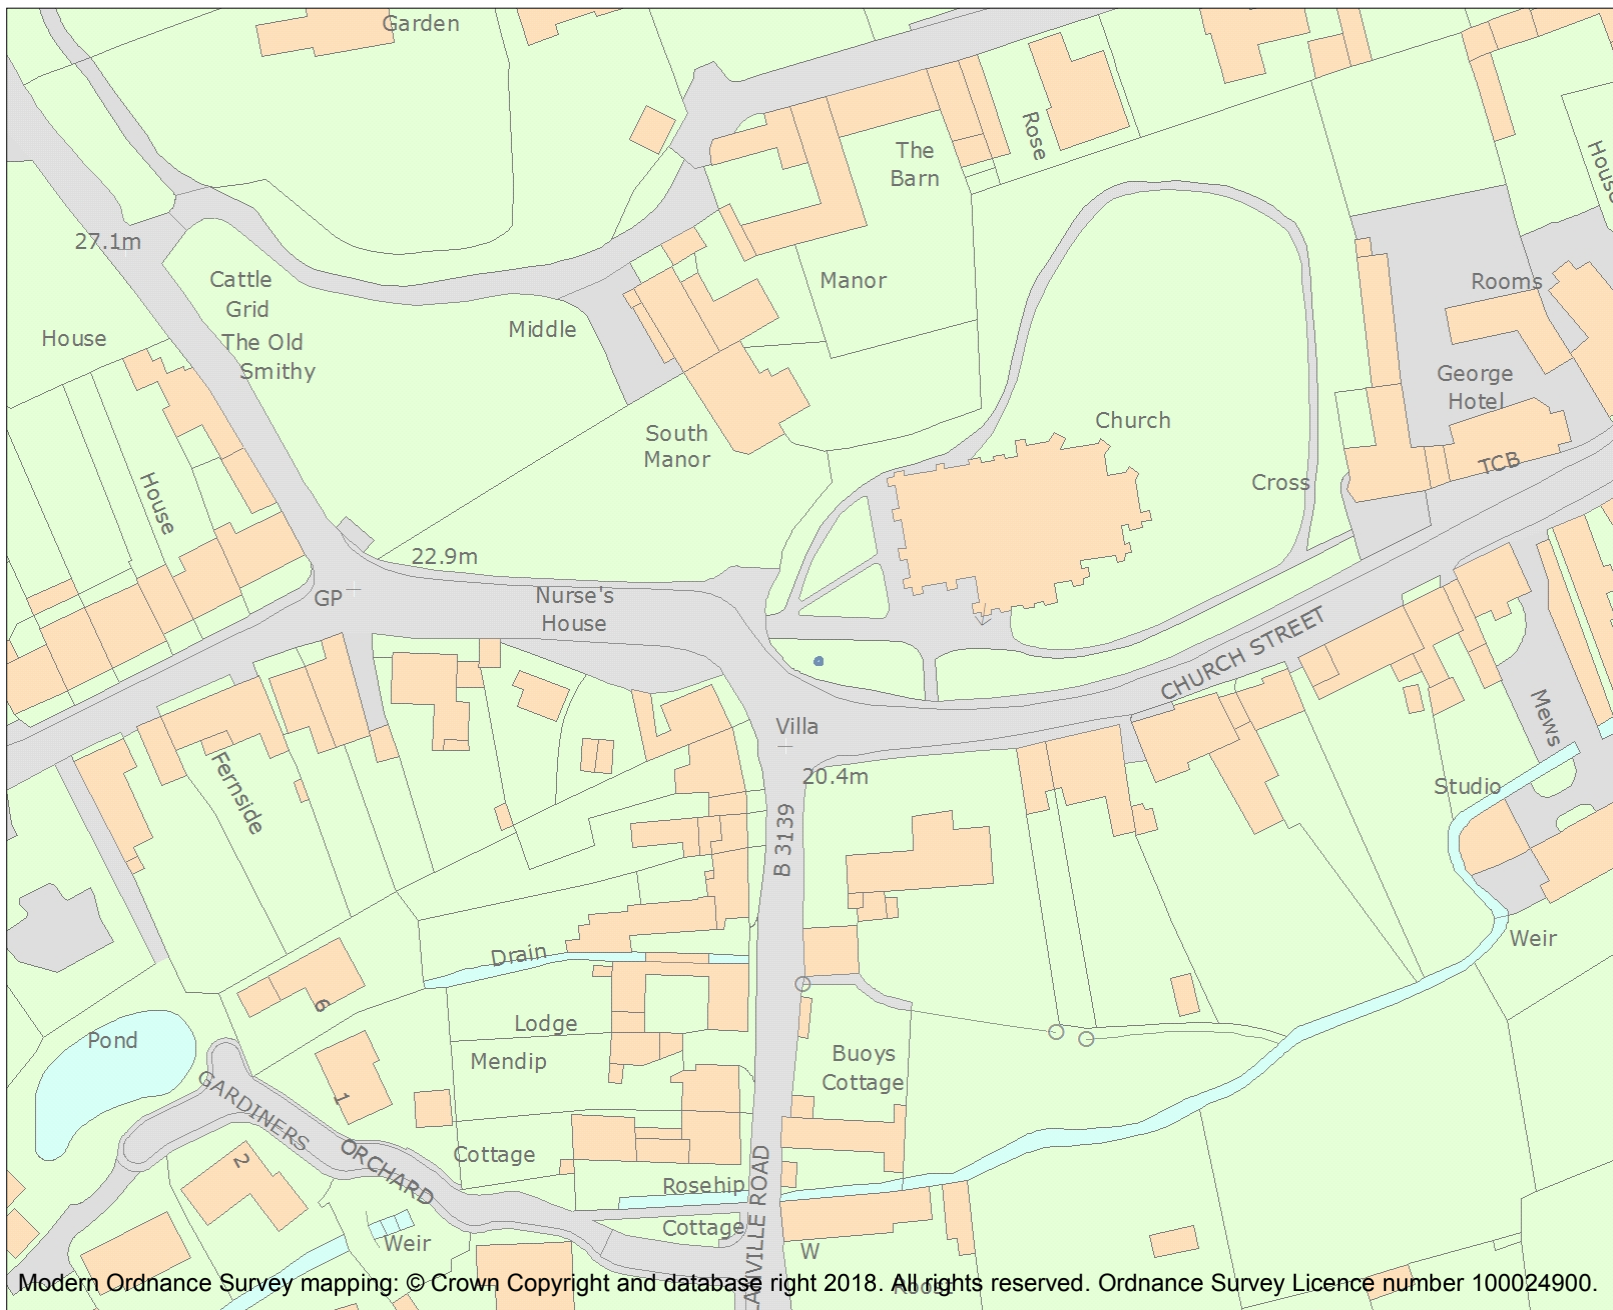 Garden
The
Barn
Rose
House
27.1m
Cattle
Grid
The Old
Smithy
House
Middle
Manor
Rooms
George
Hotel
Church
South
Manor
TCB
Cross
House
22.9m
GP
Nurse's
House
CHURCH STREET
Mews
Villa
20.4m
Fernside
Studio
B 3139
Drain
Weir
6
Lodge
Pond
Mendip
Buoys
Cottage
1
GARDINERS ORCHARD
2
Cottage
Rosehip
Cottage
Weir
W
Roost
Modern Ordnance Survey mapping: © Crown Copyright and database right 2018. All rights reserved. Ordnance Survey Licence number 100024900.